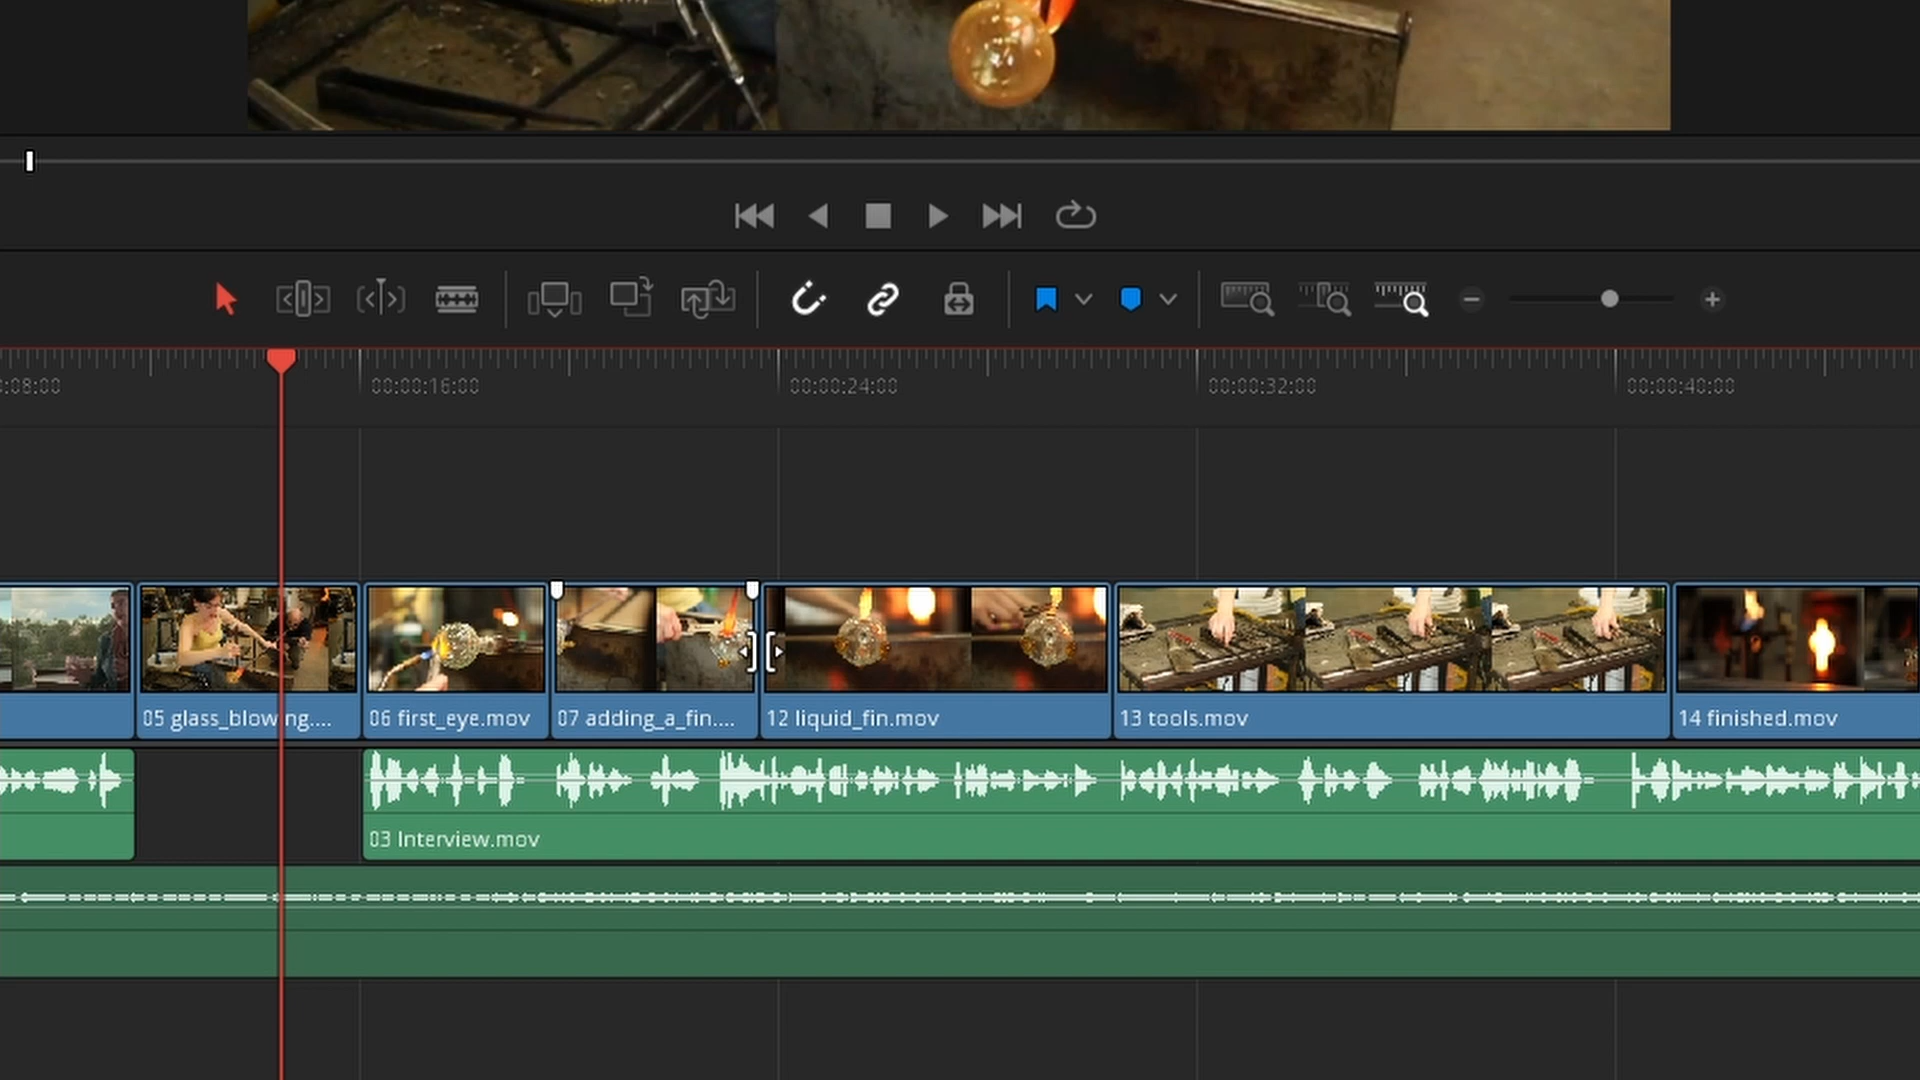 :08:00
00:00:16:00
00:00:24:00
00:00:32:00
00:00:40:00
05 glass_blowing....
06 first_eye.mov
07 adding_a_fin....
12 liquid_fin.mov
13 tools.mov
14 finished.mov
03 Interview.mov